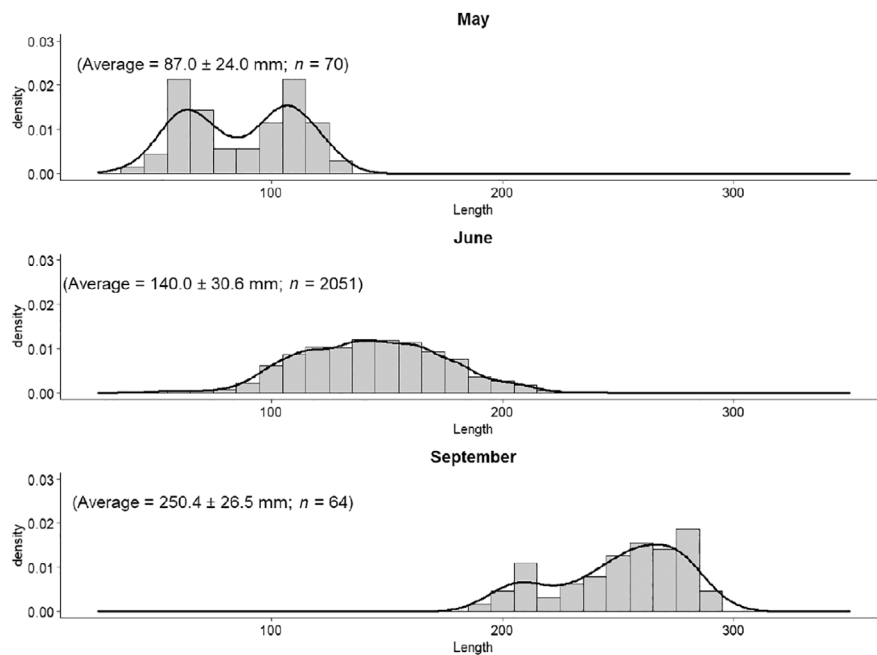 May
0.03
(Average = 87.0 ± 24.0 mm; n = 70)
0.02
density
0.01
0.00
100 200 300
Length
June
0.03
(Average = 140.0 ± 30.6 mm; n = 2051)
0.02
density
0.01
0.00
100 200 300
Length
September
0.03
(Average = 250.4 ± 26.5 mm; n = 64)
0.02
density
0.01
0.00
100 200 300
Length